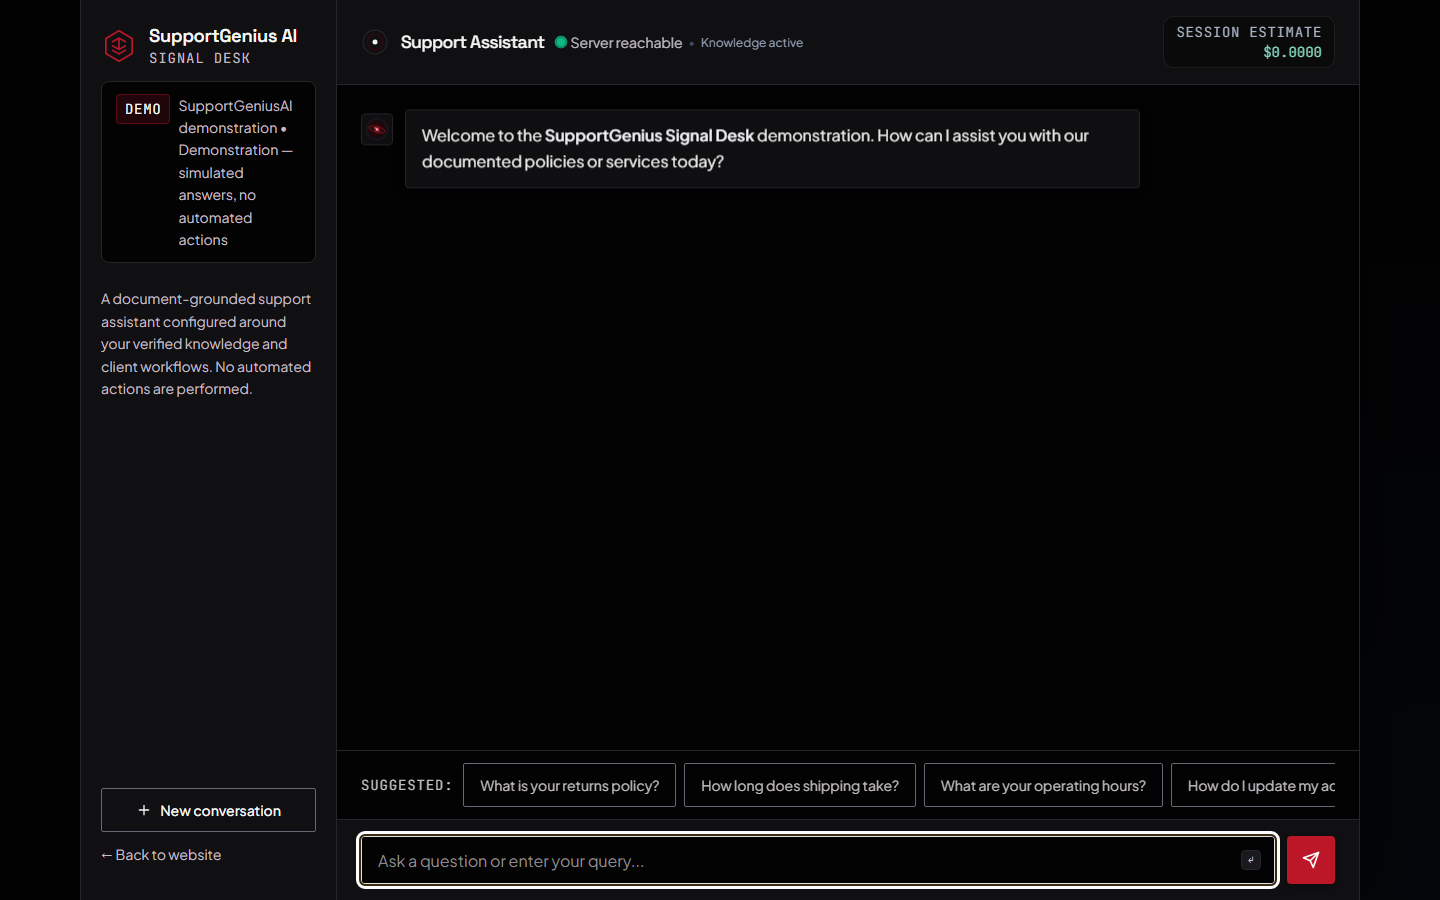 SupportGenius AI
SIGNAL DESK
DEMO
SupportGeniusAI
demonstration •
Demonstration —
simulated
answers, no
automated
actions
A document-grounded support
assistant configured around
your verified knowledge and
client workflows. No automated
actions are performed.
+ New conversation
← Back to website
Support Assistant
Server reachable • Knowledge active
SESSION ESTIMATE
$0.0000
Welcome to the SupportGenius Signal Desk demonstration. How can I assist you with our
documented policies or services today?
SUGGESTED:
What is your returns policy?
How long does shipping take?
What are your operating hours?
How do I update my ac
Ask a question or enter your query...
↵